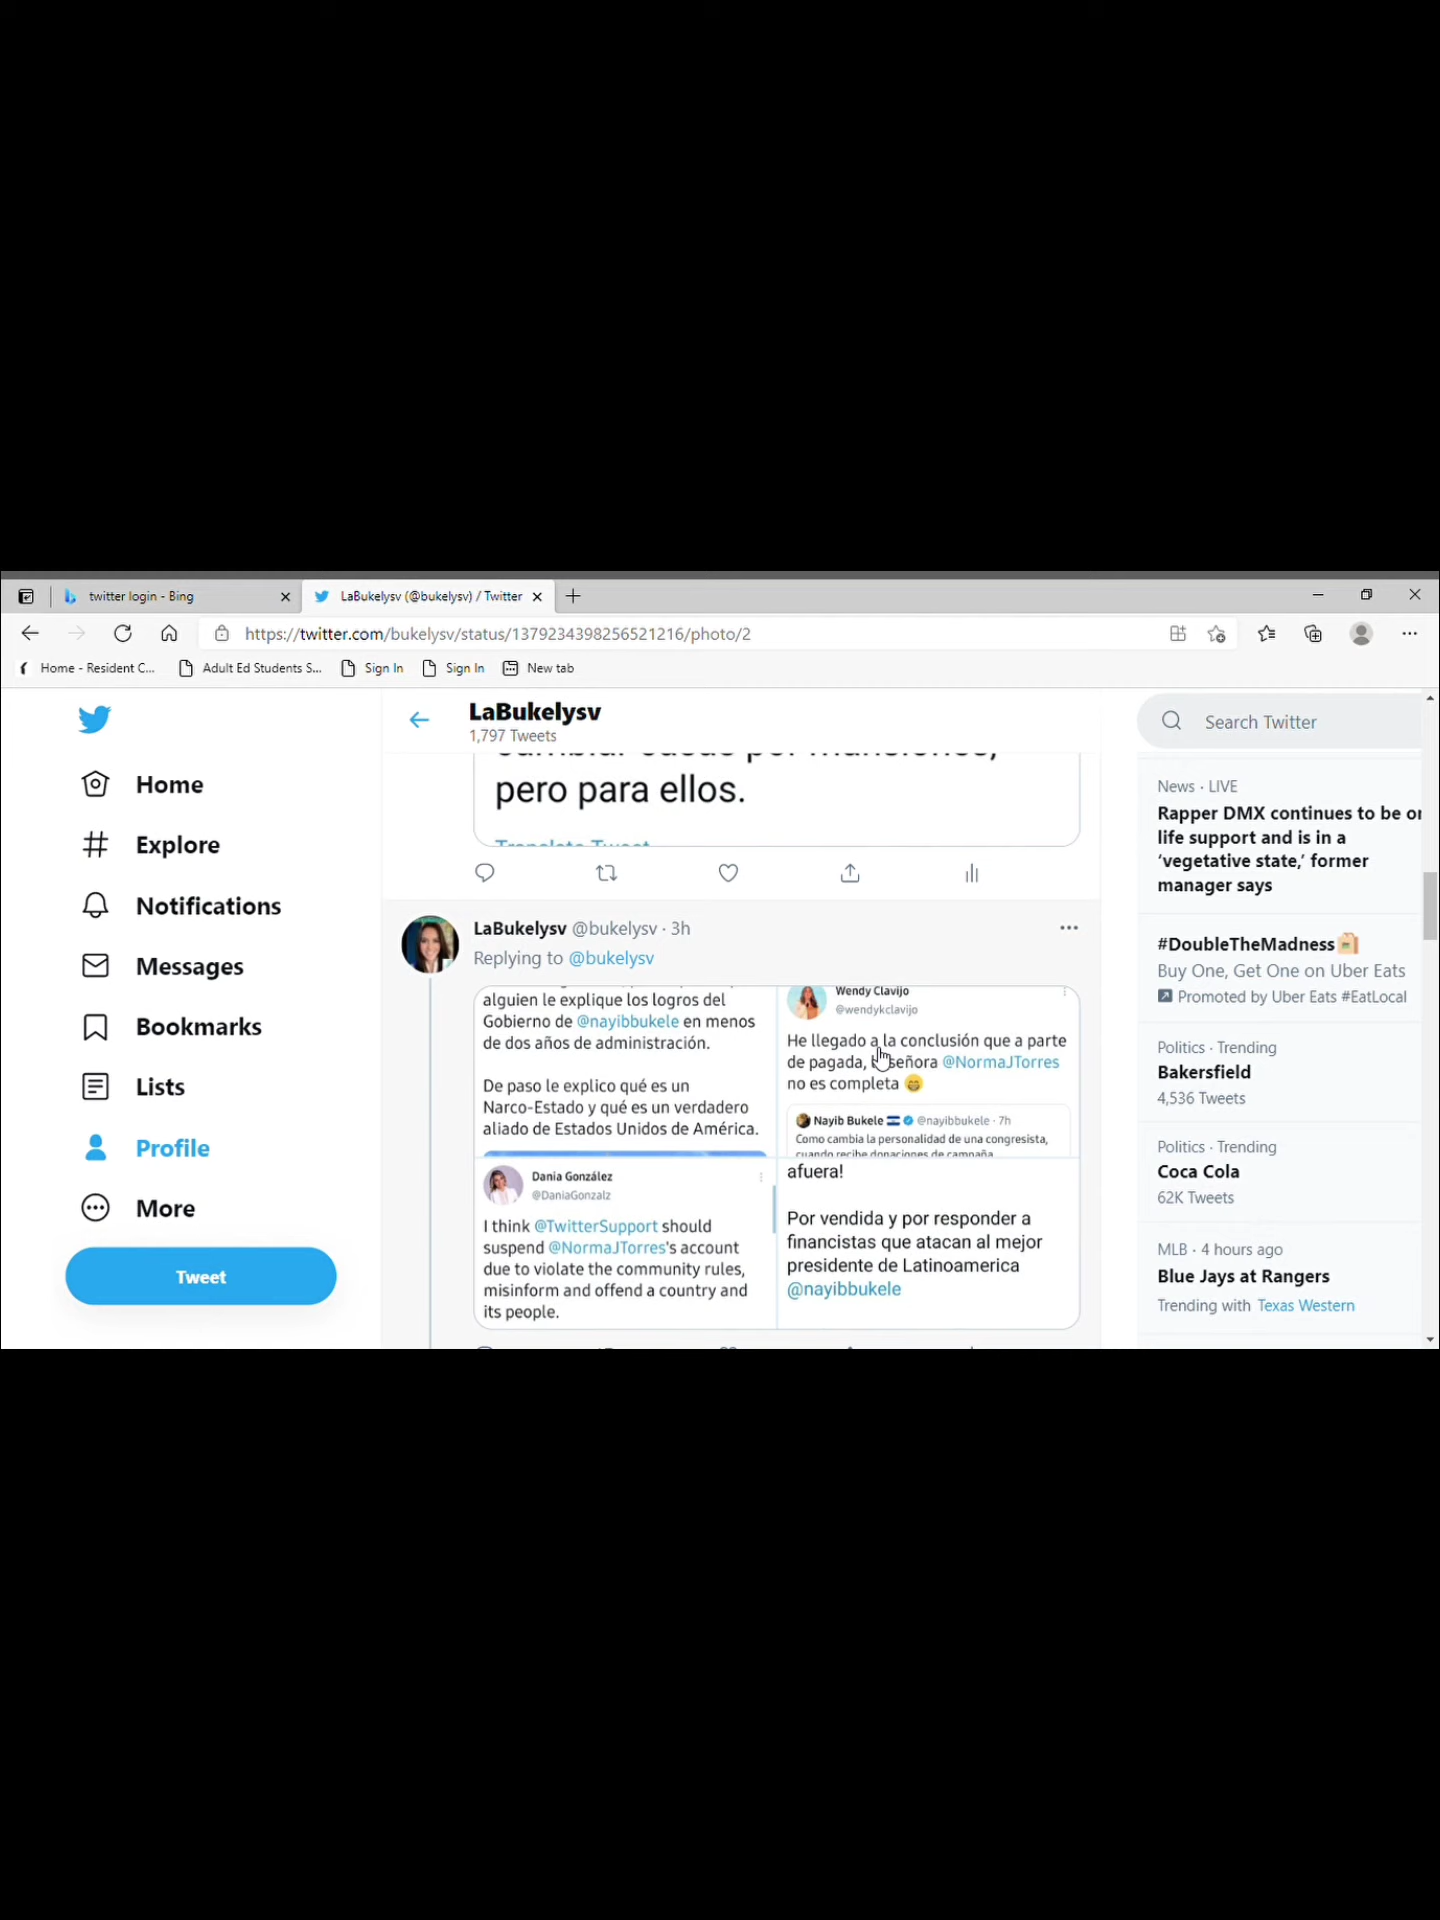 twitter login - Bing
LaBukelysv (@bukelysv) / Twitter
https://twitter.com/bukelysv/status/1379234398256521216/photo/2
Home - Resident C...
Adult Ed Students S...
Sign In
Sign In
New tab
Home
Explore
Notifications
Messages
Bookmarks
Lists
Profile
More
Tweet
LaBukelysv
1,797 Tweets
pero para ellos.
Translate Tweet
LaBukelysv @bukelysv · 3h
Replying to @bukelysv
alguien le explique los logros del
Gobierno de @nayibbukele en menos
de dos años de administración.
De paso le explico qué es un
Narco-Estado y qué es un verdadero
aliado de Estados Unidos de América.
Wendy Clavijo
@wendykclavijo
He llegado a la conclusión que a parte
de pagada, señora @NormaJTorres
no es completa 😁
Nayib Bukele 🇸🇻 @nayibbukele · 7h
Como cambia la personalidad de una congresista,
cuando recibe donaciones de campaña
Dania González
@DaniaGonzalz
I think @TwitterSupport should
suspend @NormaJTorres's account
due to violate the community rules,
misinform and offend a country and
its people.
afuera!
Por vendida y por responder a
financistas que atacan al mejor
presidente de Latinoamerica
@nayibbukele
Search Twitter
News · LIVE
Rapper DMX continues to be on
life support and is in a
‘vegetative state,’ former
manager says
#DoubleTheMadness
Buy One, Get One on Uber Eats
Promoted by Uber Eats #EatLocal
Politics · Trending
Bakersfield
4,536 Tweets
Politics · Trending
Coca Cola
62K Tweets
MLB · 4 hours ago
Blue Jays at Rangers
Trending with Texas Western